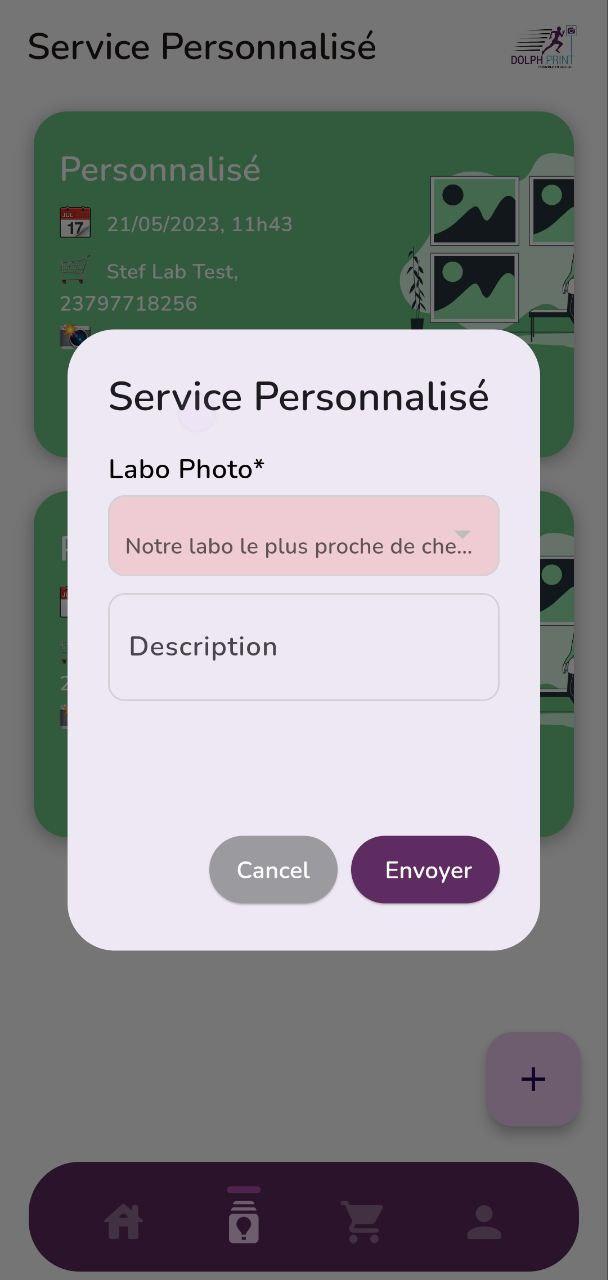 Service Personnalisé
DOLPH PRINT
Personnalisé
JUL
17
21/05/2023, 11h43
Stef Lab Test,
23797718256
Service Personnalisé
Labo Photo*
Notre labo le plus proche de che...
Description
Cancel
Envoyer
+